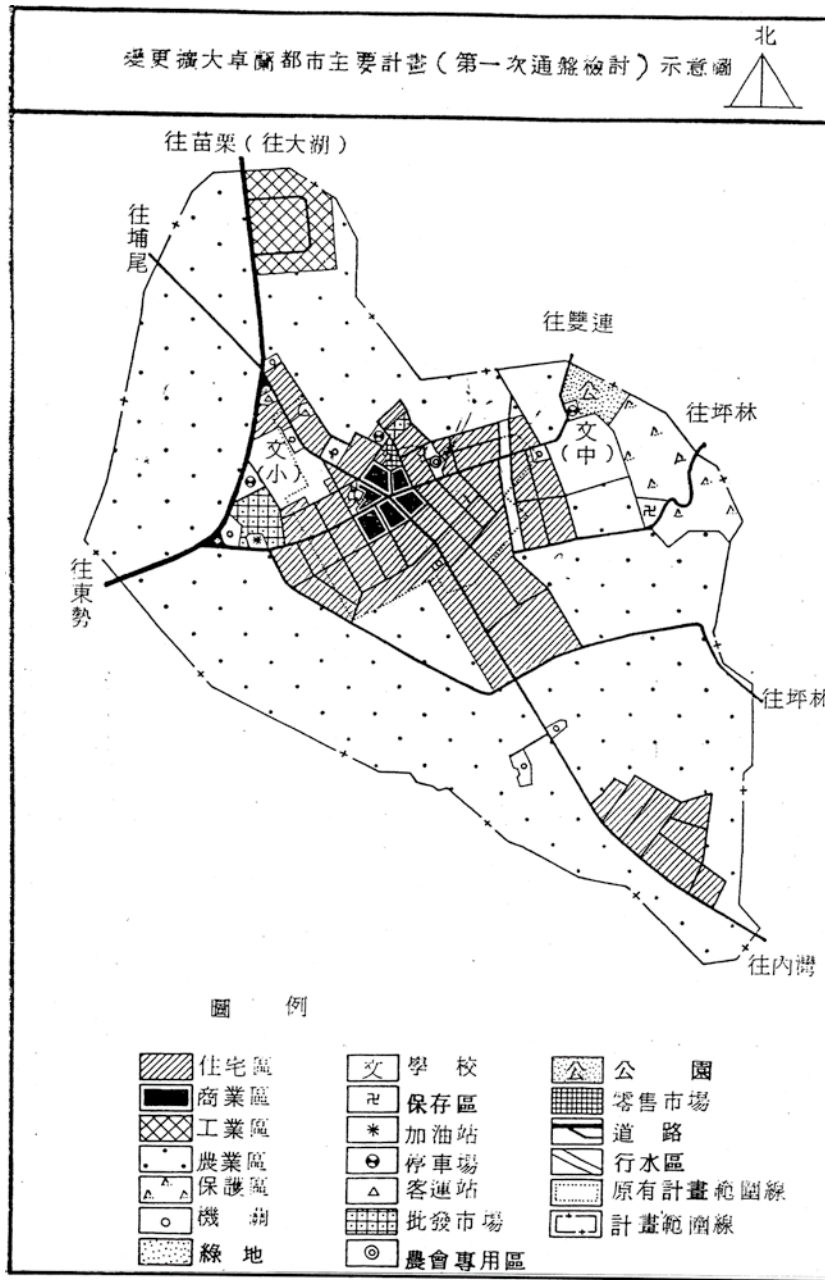 變更擴大卓蘭都市主要計畫(第一次通盤檢討)示意圖
北
往苗栗(往大湖)
往埔尾
往雙連
公
往坪林
文(中)
文(小)
卍
往東勢
往坪林
往內灣
圖 例
住宅區
文 學校
公 公園
商業區
卍 保存區
零售市場
工業區
加油站
道路
農業區
停車場
行水區
保護區
客運站
原有計畫範圍線
機關
批發市場
計畫範圍線
綠地
農會專用區